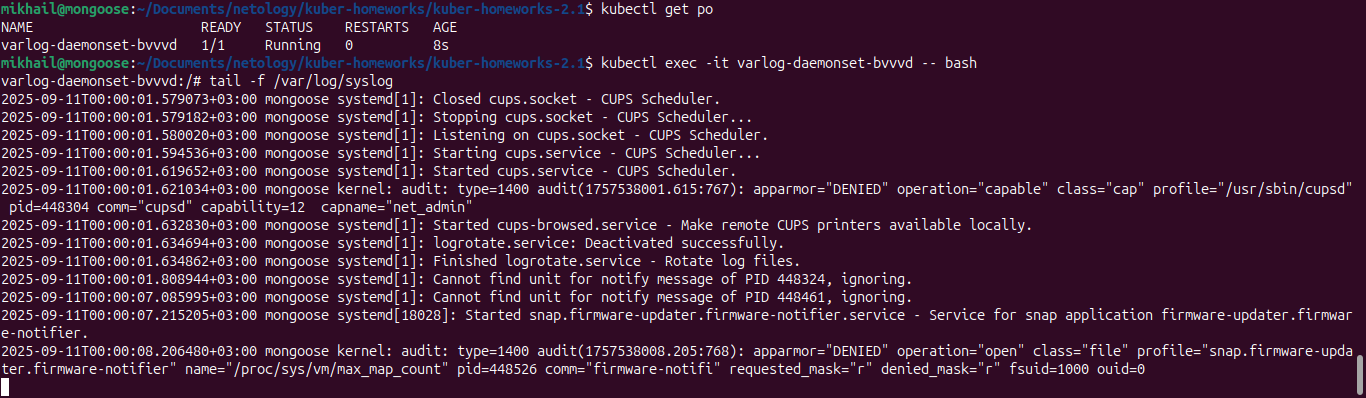 mikhail@mongoose:~/Documents/netology/kuber-homeworks/kuber-homeworks-2.1$ kubectl get po
NAME                     READY   STATUS    RESTARTS   AGE
varlog-daemonset-bvvvd   1/1     Running   0          8s
mikhail@mongoose:~/Documents/netology/kuber-homeworks/kuber-homeworks-2.1$ kubectl exec -it varlog-daemonset-bvvvd -- bash
varlog-daemonset-bvvvd:/# tail -f /var/log/syslog
2025-09-11T00:00:01.579073+03:00 mongoose systemd[1]: Closed cups.socket - CUPS Scheduler.
2025-09-11T00:00:01.579182+03:00 mongoose systemd[1]: Stopping cups.socket - CUPS Scheduler...
2025-09-11T00:00:01.580020+03:00 mongoose systemd[1]: Listening on cups.socket - CUPS Scheduler.
2025-09-11T00:00:01.594536+03:00 mongoose systemd[1]: Starting cups.service - CUPS Scheduler...
2025-09-11T00:00:01.619652+03:00 mongoose systemd[1]: Started cups.service - CUPS Scheduler.
2025-09-11T00:00:01.621034+03:00 mongoose kernel: audit: type=1400 audit(1757538001.615:767): apparmor="DENIED" operation="capable" class="cap" profile="/usr/sbin/cupsd"
 pid=448304 comm="cupsd" capability=12  capname="net_admin"
2025-09-11T00:00:01.632830+03:00 mongoose systemd[1]: Started cups-browsed.service - Make remote CUPS printers available locally.
2025-09-11T00:00:01.634694+03:00 mongoose systemd[1]: logrotate.service: Deactivated successfully.
2025-09-11T00:00:01.634862+03:00 mongoose systemd[1]: Finished logrotate.service - Rotate log files.
2025-09-11T00:00:01.808944+03:00 mongoose systemd[1]: Cannot find unit for notify message of PID 448324, ignoring.
2025-09-11T00:00:07.085995+03:00 mongoose systemd[1]: Cannot find unit for notify message of PID 448461, ignoring.
2025-09-11T00:00:07.215205+03:00 mongoose systemd[18028]: Started snap.firmware-updater.firmware-notifier.service - Service for snap application firmware-updater.firmwar
e-notifier.
2025-09-11T00:00:08.206480+03:00 mongoose kernel: audit: type=1400 audit(1757538008.205:768): apparmor="DENIED" operation="open" class="file" profile="snap.firmware-upda
ter.firmware-notifier" name="/proc/sys/vm/max_map_count" pid=448526 comm="firmware-notifi" requested_mask="r" denied_mask="r" fsuid=1000 ouid=0